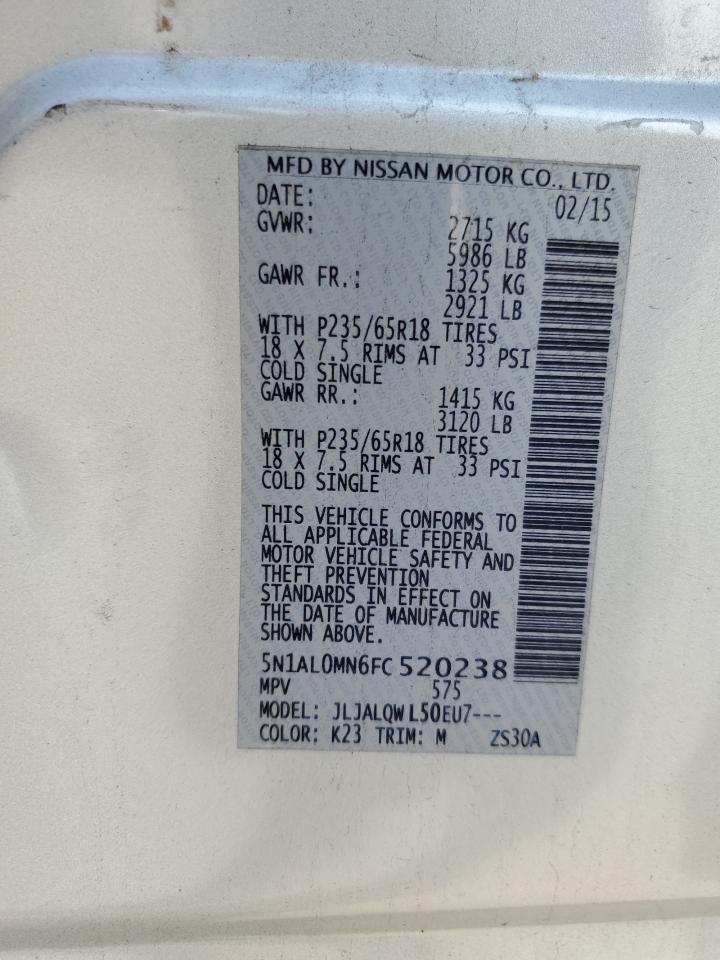 MFD BY NISSAN MOTOR CO., LTD.
DATE: 02/15
GVWR: 2715 KG
5986 LB
GAWR FR.: 1325 KG
2921 LB
WITH P235/65R18 TIRES
18 X 7.5 RIMS AT 33 PSI
COLD SINGLE
GAWR RR.: 1415 KG
3120 LB
WITH P235/65R18 TIRES
18 X 7.5 RIMS AT 33 PSI
COLD SINGLE
THIS VEHICLE CONFORMS TO
ALL APPLICABLE FEDERAL
MOTOR VEHICLE SAFETY AND
THEFT PREVENTION
STANDARDS IN EFFECT ON
THE DATE OF MANUFACTURE
SHOWN ABOVE.
5N1AL0MN6FC 520238
MPV 575
MODEL: JLJALQW L50EU7---
COLOR: K23 TRIM: M ZS30A